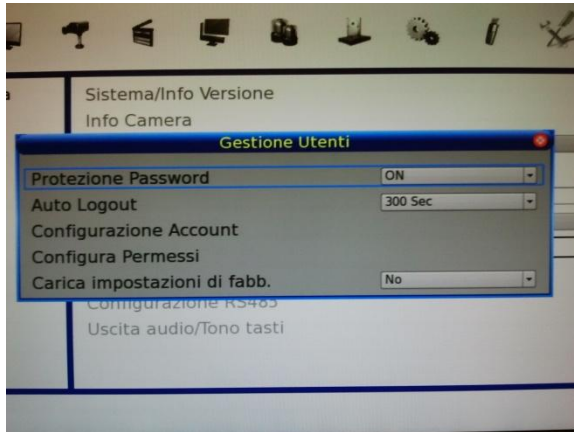 Sistema/Info Versione
Info Camera
Gestione Utenti
Protezione Password ON
Auto Logout 300 Sec
Configurazione Account
Configura Permessi
Carica impostazioni di fabb. No
Configurazione RS485
Uscita audio/Tono tasti